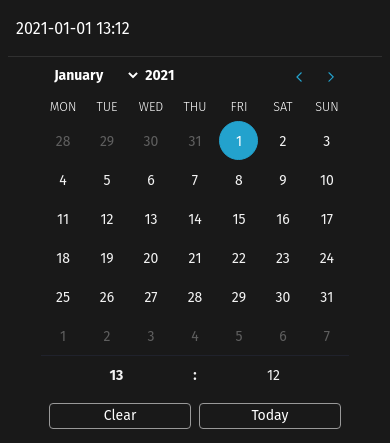 2021-01-01 13:12
January 2021
MON TUE WED THU FRI SAT SUN
28 29 30 31 1 2 3
4 5 6 7 8 9 10
11 12 13 14 15 16 17
18 19 20 21 22 23 24
25 26 27 28 29 30 31
1 2 3 4 5 6 7
13 : 12
Clear Today